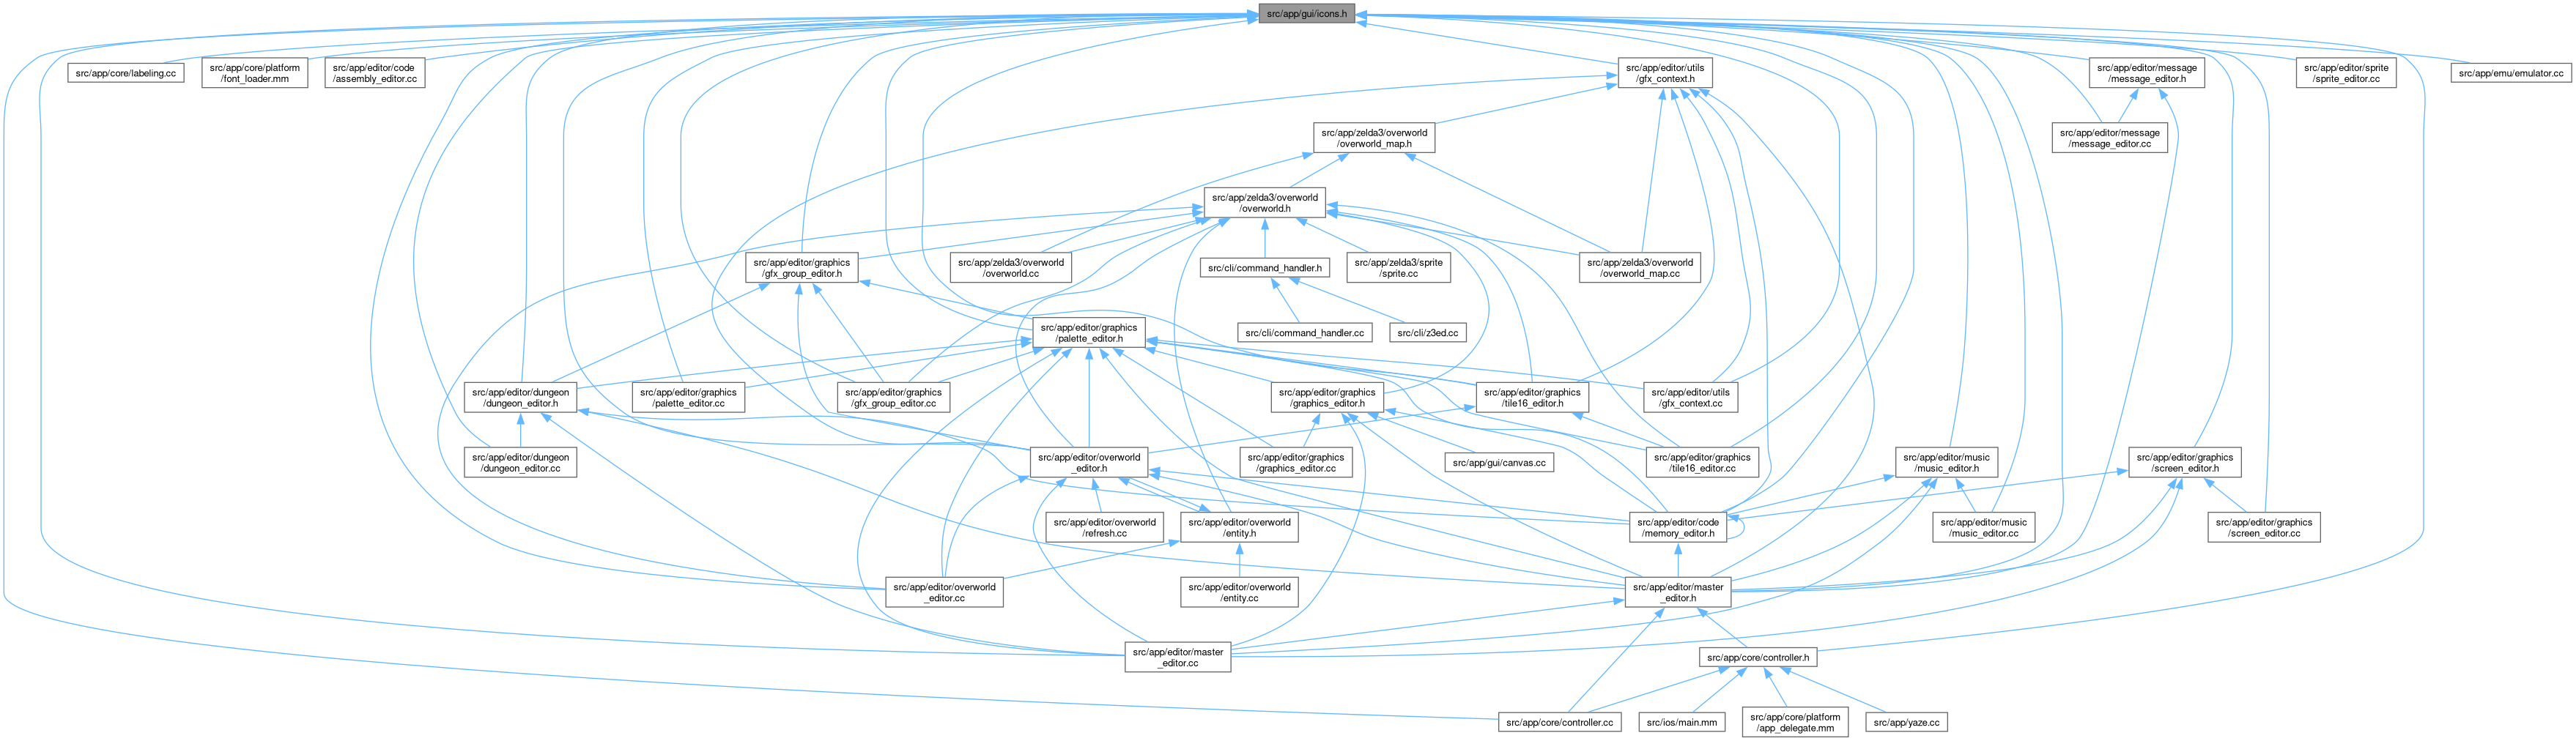 src/app/gui/icons.h
src/app/core/labeling.cc
src/app/core/platform
/font_loader.mm
src/app/editor/code
/assembly_editor.cc
src/app/editor/utils
/gfx_context.h
src/app/editor/message
/message_editor.h
src/app/editor/sprite
/sprite_editor.cc
src/app/emu/emulator.cc
src/app/zelda3/overworld
/overworld_map.h
src/app/editor/message
/message_editor.cc
src/app/zelda3/overworld
/overworld.h
src/app/editor/graphics
/gfx_group_editor.h
src/app/zelda3/overworld
/overworld.cc
src/cli/command_handler.h
src/app/zelda3/sprite
/sprite.cc
src/app/zelda3/overworld
/overworld_map.cc
src/app/editor/graphics
/palette_editor.h
src/cli/command_handler.cc
src/cli/z3ed.cc
src/app/editor/dungeon
/dungeon_editor.h
src/app/editor/graphics
/palette_editor.cc
src/app/editor/graphics
/gfx_group_editor.cc
src/app/editor/graphics
/graphics_editor.h
src/app/editor/graphics
/tile16_editor.h
src/app/editor/utils
/gfx_context.cc
src/app/editor/dungeon
/dungeon_editor.cc
src/app/editor/overworld
_editor.h
src/app/editor/graphics
/graphics_editor.cc
src/app/gui/canvas.cc
src/app/editor/graphics
/tile16_editor.cc
src/app/editor/music
/music_editor.h
src/app/editor/graphics
/screen_editor.h
src/app/editor/overworld
/refresh.cc
src/app/editor/overworld
/entity.h
src/app/editor/code
/memory_editor.h
src/app/editor/music
/music_editor.cc
src/app/editor/graphics
/screen_editor.cc
src/app/editor/overworld
_editor.cc
src/app/editor/overworld
/entity.cc
src/app/editor/master
_editor.h
src/app/editor/master
_editor.cc
src/app/core/controller.h
src/app/core/controller.cc
src/ios/main.mm
src/app/core/platform
/app_delegate.mm
src/app/yaze.cc